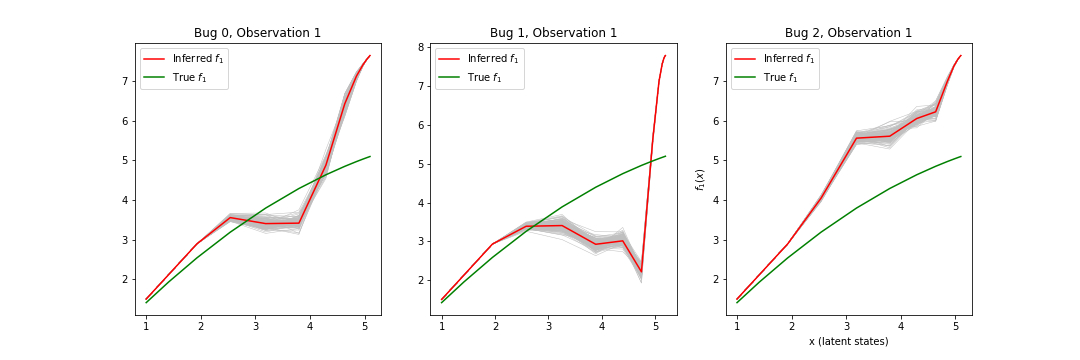 Bug 0, Observation 1
Inferred f₁
True f₁
7
6
5
4
3
2
1 2 3 4 5
Bug 1, Observation 1
Inferred f₁
True f₁
8
7
6
5
4
3
2
1 2 3 4 5
Bug 2, Observation 1
Inferred f₁
True f₁
f₁(x)
7
6
5
4
3
2
1 2 3 4 5
x (latent states)